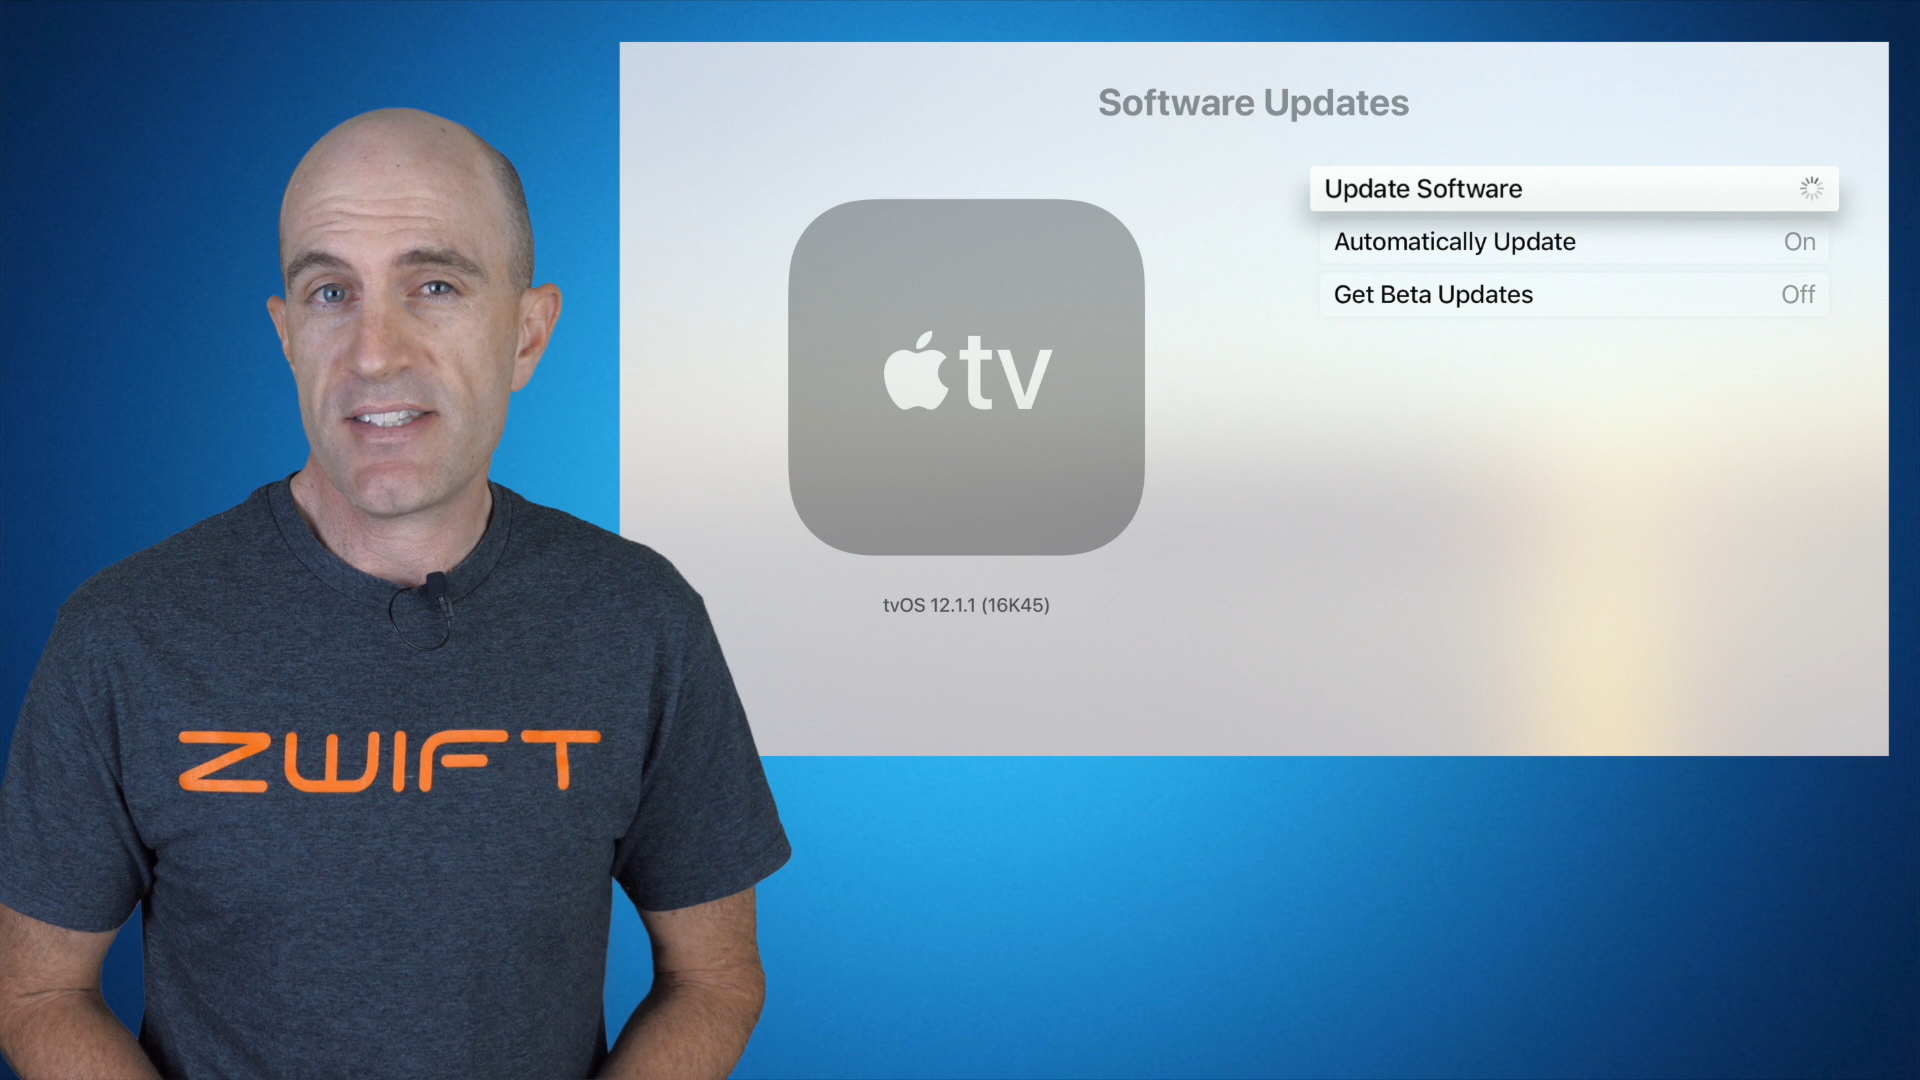 Software Updates
Update Software
Automatically Update On
Get Beta Updates Off
tv
tvOS 12.1.1 (16K45)
ZWIFT